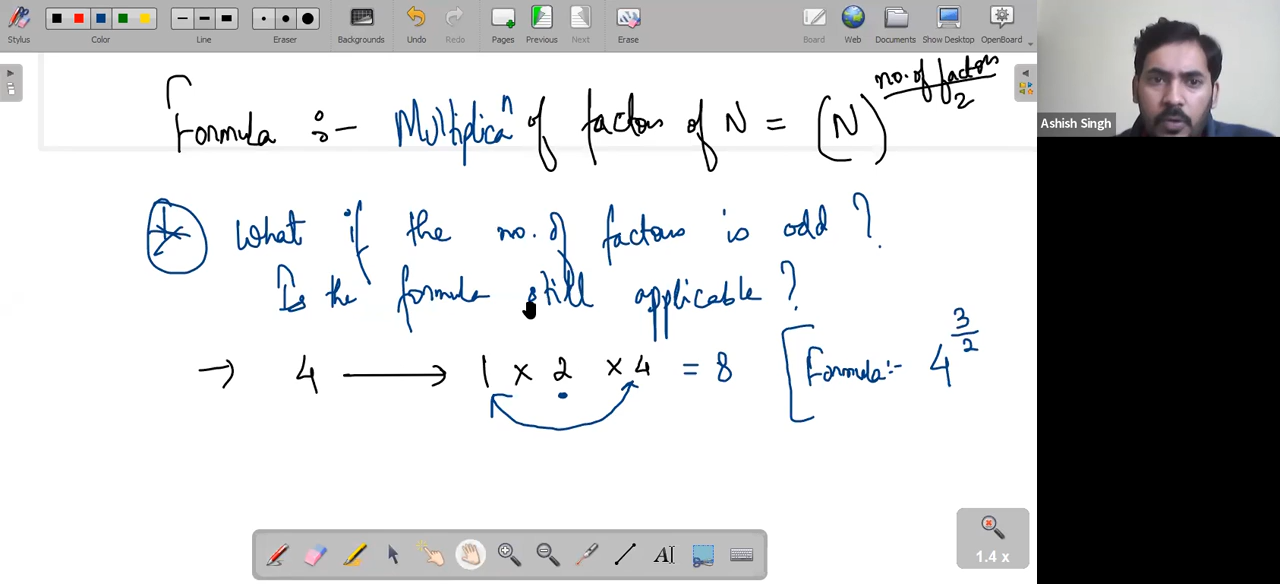 Stylus Color Line Eraser Backgrounds Undo Redo Pages Previous Next Erase Board Web Documents Show Desktop OpenBoard
Formula :- Multiplicaⁿ of factors of N = (N)^(no. of factors / 2)
Ashish Singh
What if the no. of factors is odd ?
Is the formula still applicable ?
→ 4 ⟶ 1 × 2 × 4 = 8 [ Formula :- 4^(3/2)
AI
1.4 x